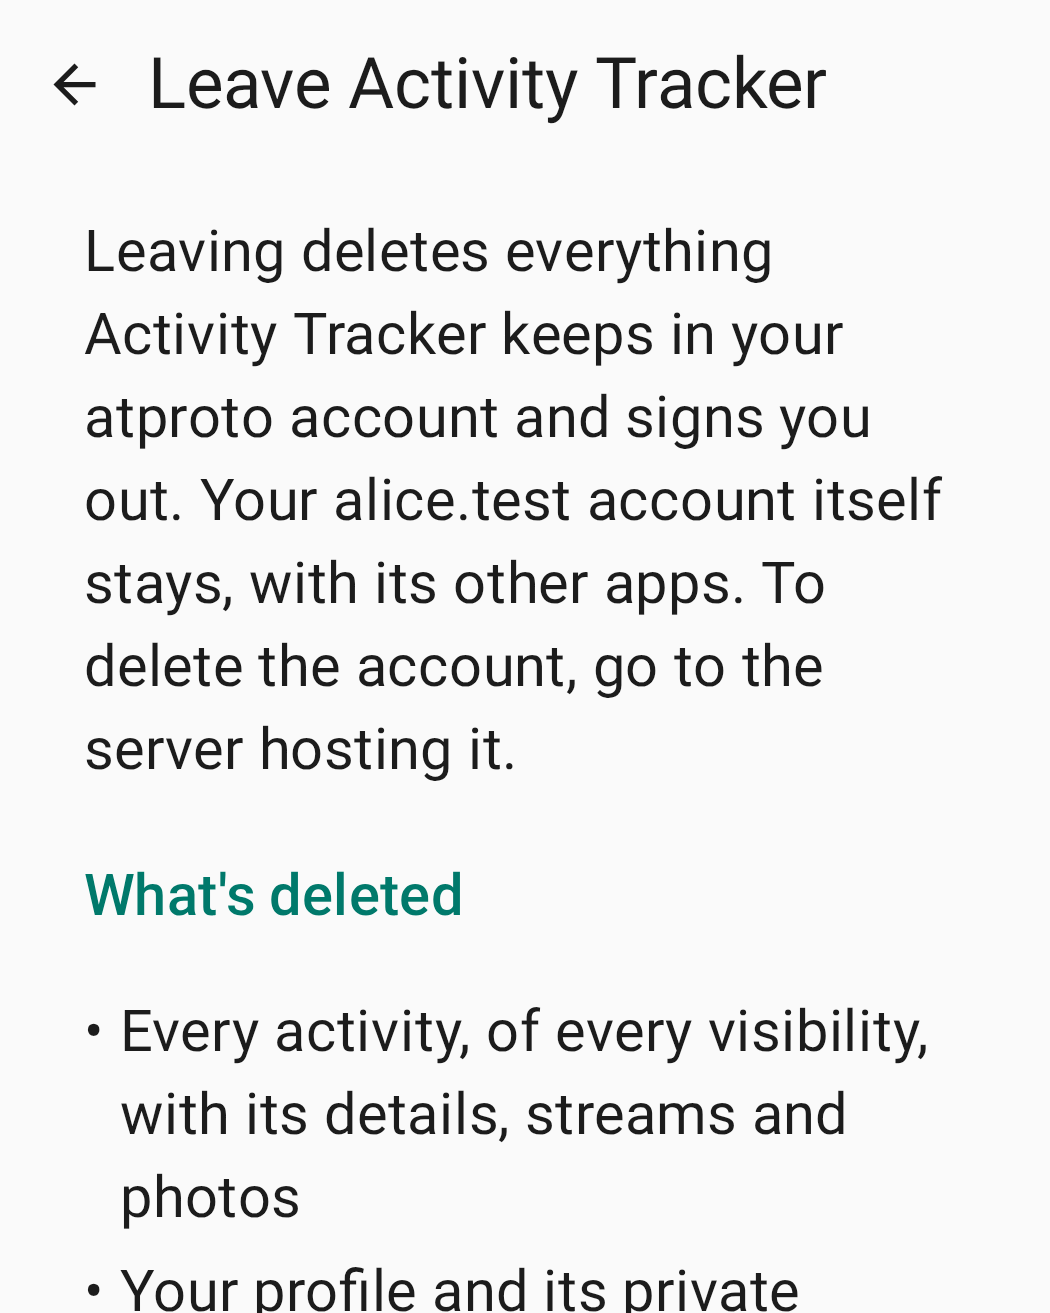 Leave Activity Tracker
Leaving deletes everything
Activity Tracker keeps in your
atproto account and signs you
out. Your alice.test account itself
stays, with its other apps. To
delete the account, go to the
server hosting it.
What's deleted
• Every activity, of every visibility,
with its details, streams and
photos
• Your profile and its private